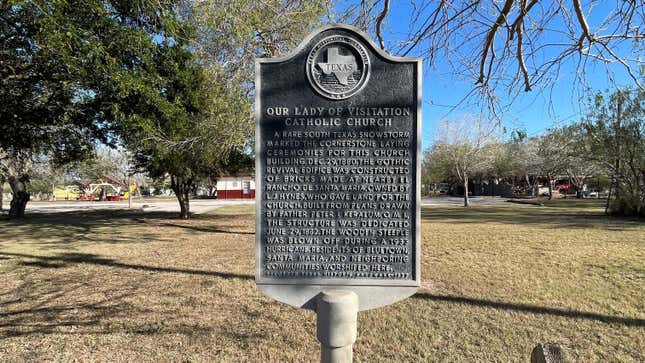 TEXAS
OUR LADY OF VISITATION
CATHOLIC CHURCH
A RARE SOUTH TEXAS SNOWSTORM
MARKED THE CORNERSTONE LAYING
CEREMONIES FOR THIS CHURCH
BUILDING, DEC. 29, 1880. THE GOTHIC
REVIVAL EDIFICE WAS CONSTRUCTED
OF BRICKS MADE AT NEARBY EL
RANCHO DE SANTA MARIA, OWNED BY
L.J. HYNES, WHO GAVE LAND FOR THE
CHURCH. BUILT FROM PLANS DRAWN
BY FATHER PETER KERALUM, O.M.I.,
THE STRUCTURE WAS DEDICATED
JUNE 29, 1882. THE WOODEN STEEPLE
WAS BLOWN OFF DURING A 1933
HURRICANE. RESIDENTS OF BLUETOWN,
SANTA MARIA, AND NEIGHBORING
COMMUNITIES WORSHIPED HERE.